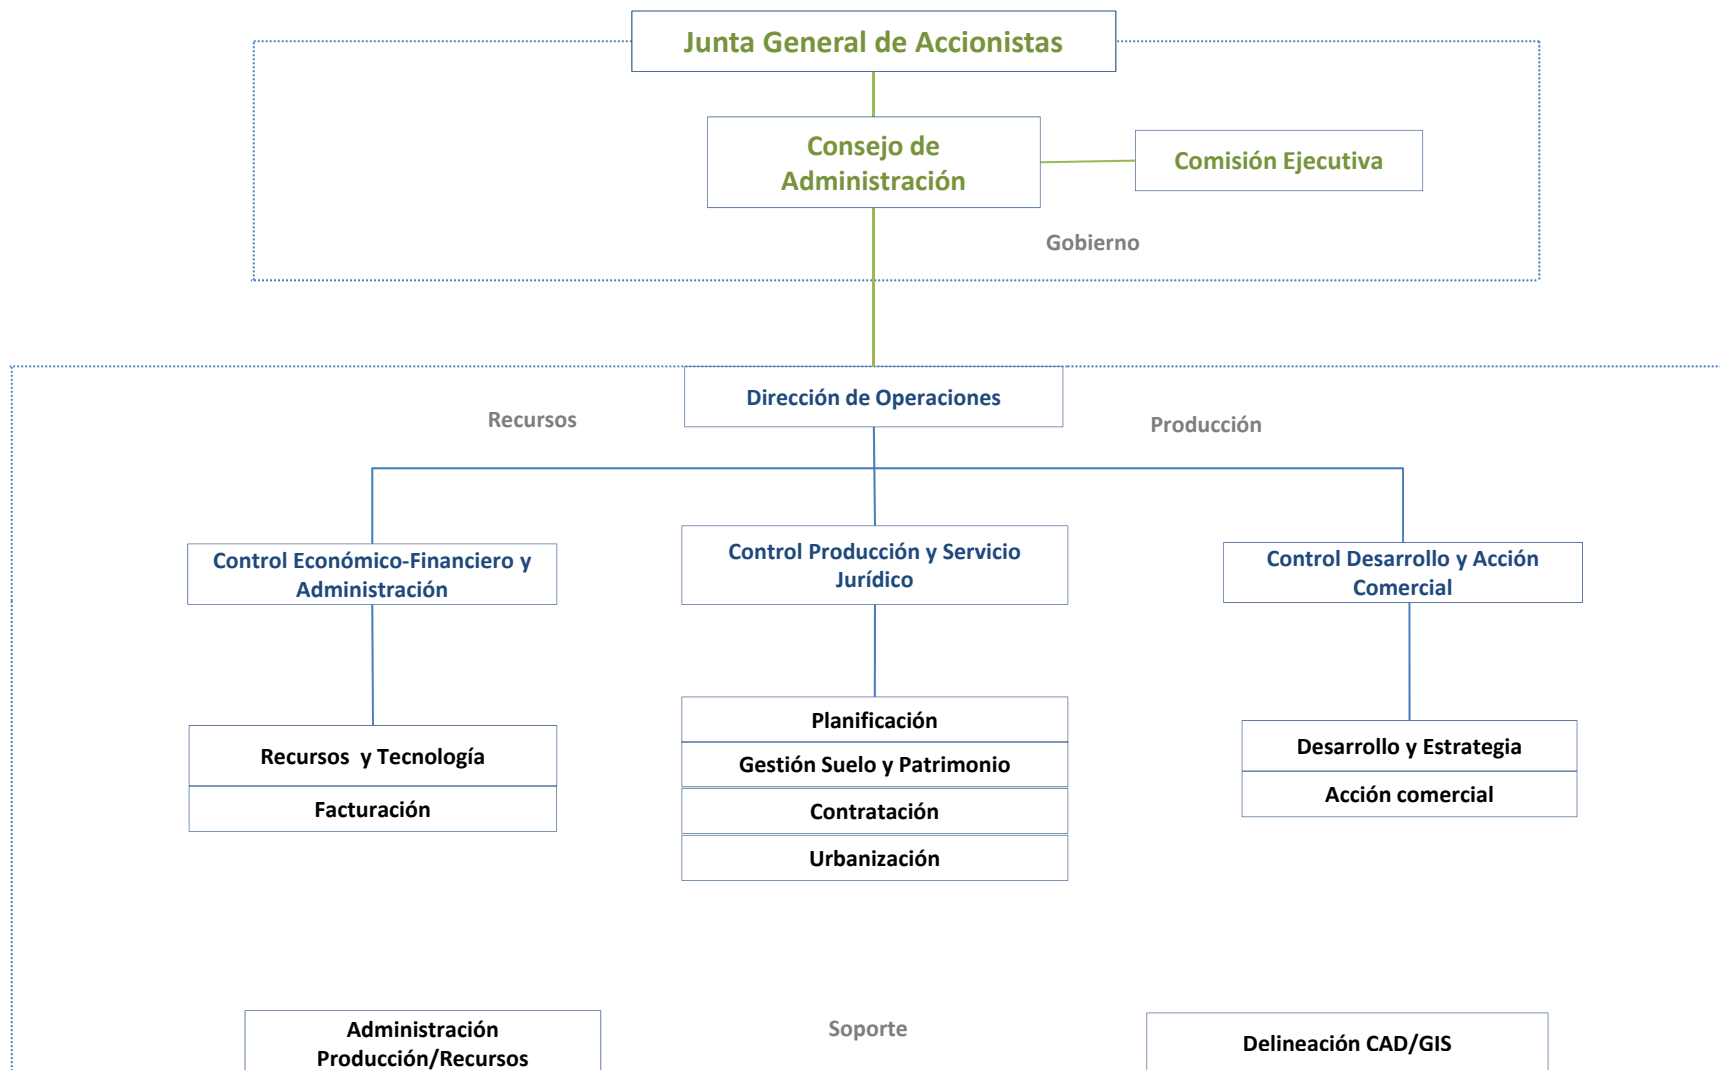 Junta General de Accionistas
Consejo de
Administración
Comisión Ejecutiva
Gobierno
Dirección de Operaciones
Recursos
Producción
Control Económico-Financiero y
Administración
Control Producción y Servicio
Jurídico
Control Desarrollo y Acción
Comercial
Recursos y Tecnología
Facturación
Planificación
Gestión Suelo y Patrimonio
Contratación
Urbanización
Desarrollo y Estrategia
Acción comercial
Administración
Producción/Recursos
Soporte
Delineación CAD/GIS